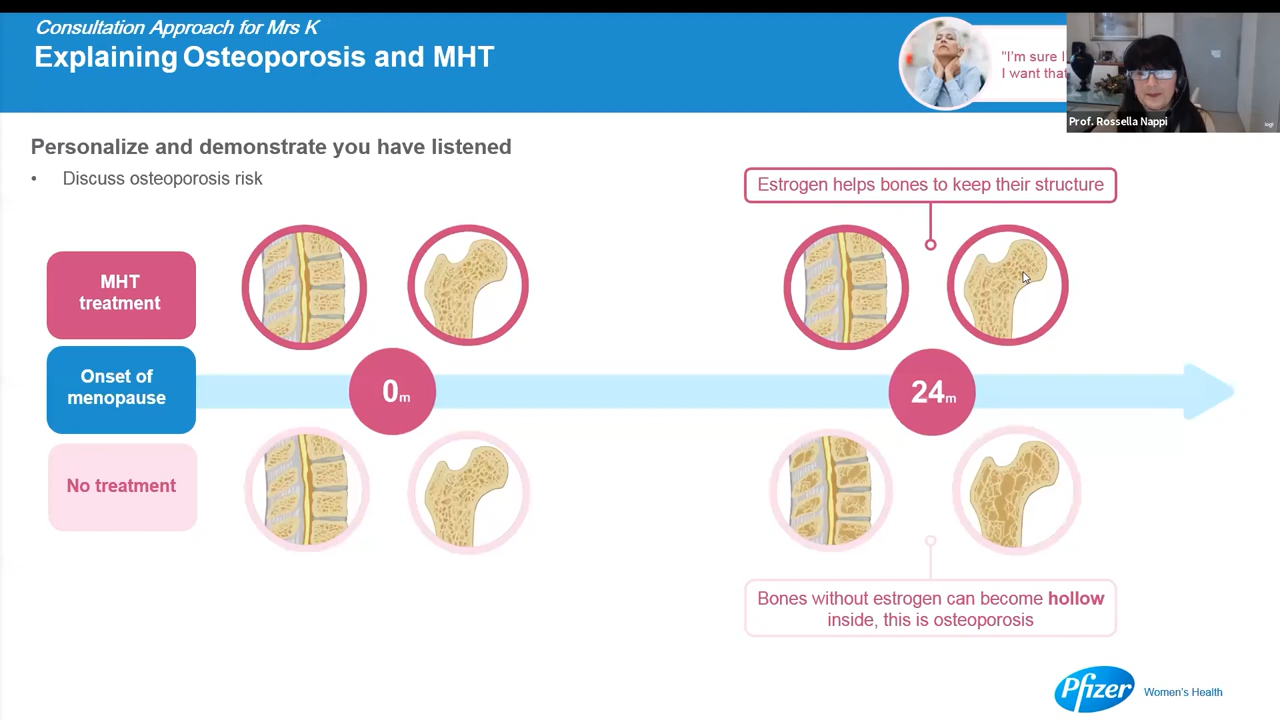 Consultation Approach for Mrs K
Explaining Osteoporosis and MHT
"I'm sure I
I want that
Prof. Rossella Nappi
logi
Personalize and demonstrate you have listened
• Discuss osteoporosis risk
Estrogen helps bones to keep their structure
MHT
treatment
Onset of
menopause
0m
24m
No treatment
Bones without estrogen can become hollow
inside, this is osteoporosis
Pfizer
Women's Health